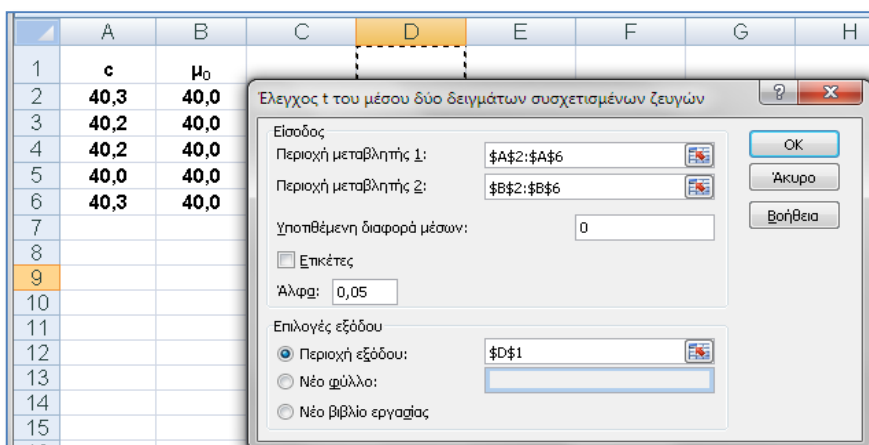 A B C D E F G H
1 c μ₀
2 40,3 40,0
3 40,2 40,0
4 40,2 40,0
5 40,0 40,0
6 40,3 40,0
7
8
9
10
11
12
13
14
15
Έλεγχος t του μέσου δύο δειγμάτων συσχετισμένων ζευγών
Είσοδος
Περιοχή μεταβλητής 1: $A$2:$A$6
Περιοχή μεταβλητής 2: $B$2:$B$6
Υποτιθέμενη διαφορά μέσων: 0
Ετικέτες
Άλφα: 0,05
Επιλογές εξόδου
Περιοχή εξόδου: $D$1
Νέο φύλλο:
Νέο βιβλίο εργασίας
OK
Άκυρο
Βοήθεια